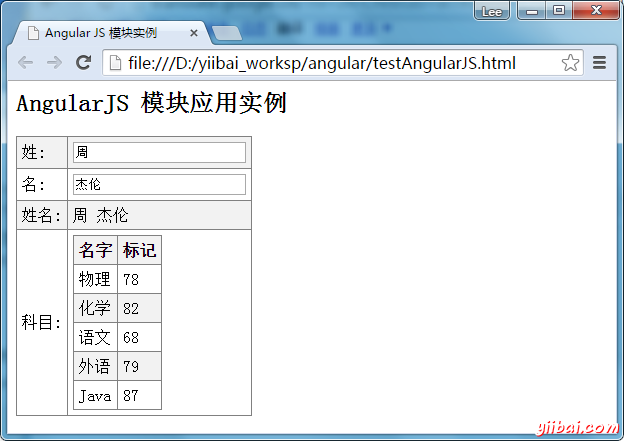 Lee
Angular JS 模块实例
file:///D:/yiibai_worksp/angular/testAngularJS.html
AngularJS 模块应用实例
姓: 周
名: 杰伦
姓名: 周 杰伦
科目:
名字 标记
物理 78
化学 82
语文 68
外语 79
Java 87
yiibai.com